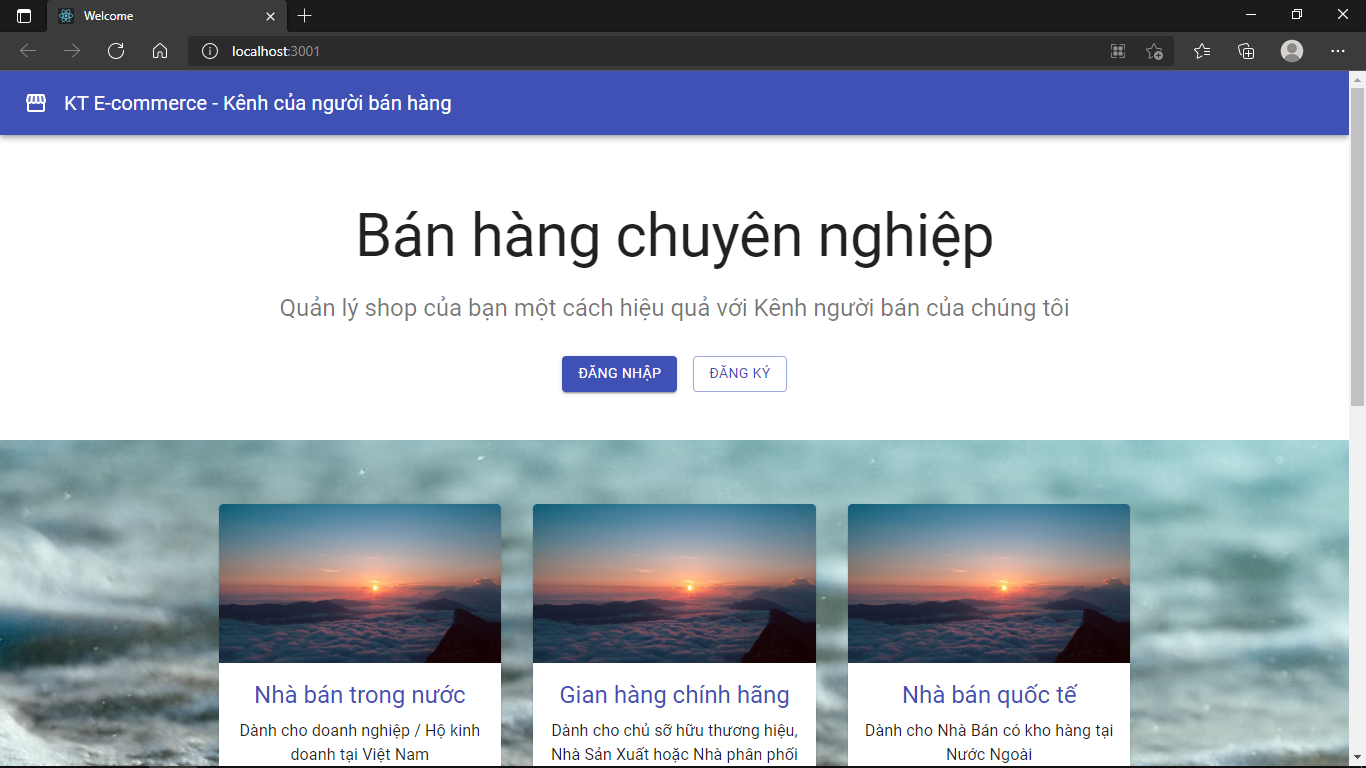 Welcome
localhost:3001
KT E-commerce - Kênh của người bán hàng
Bán hàng chuyên nghiệp
Quản lý shop của bạn một cách hiệu quả với Kênh người bán của chúng tôi
ĐĂNG NHẬP
ĐĂNG KÝ
Nhà bán trong nước
Dành cho doanh nghiệp / Hộ kinh
doanh tại Việt Nam
Gian hàng chính hãng
Dành cho chủ sỡ hữu thương hiệu,
Nhà Sản Xuất hoặc Nhà phân phối
Nhà bán quốc tế
Dành cho Nhà Bán có kho hàng tại
Nước Ngoài